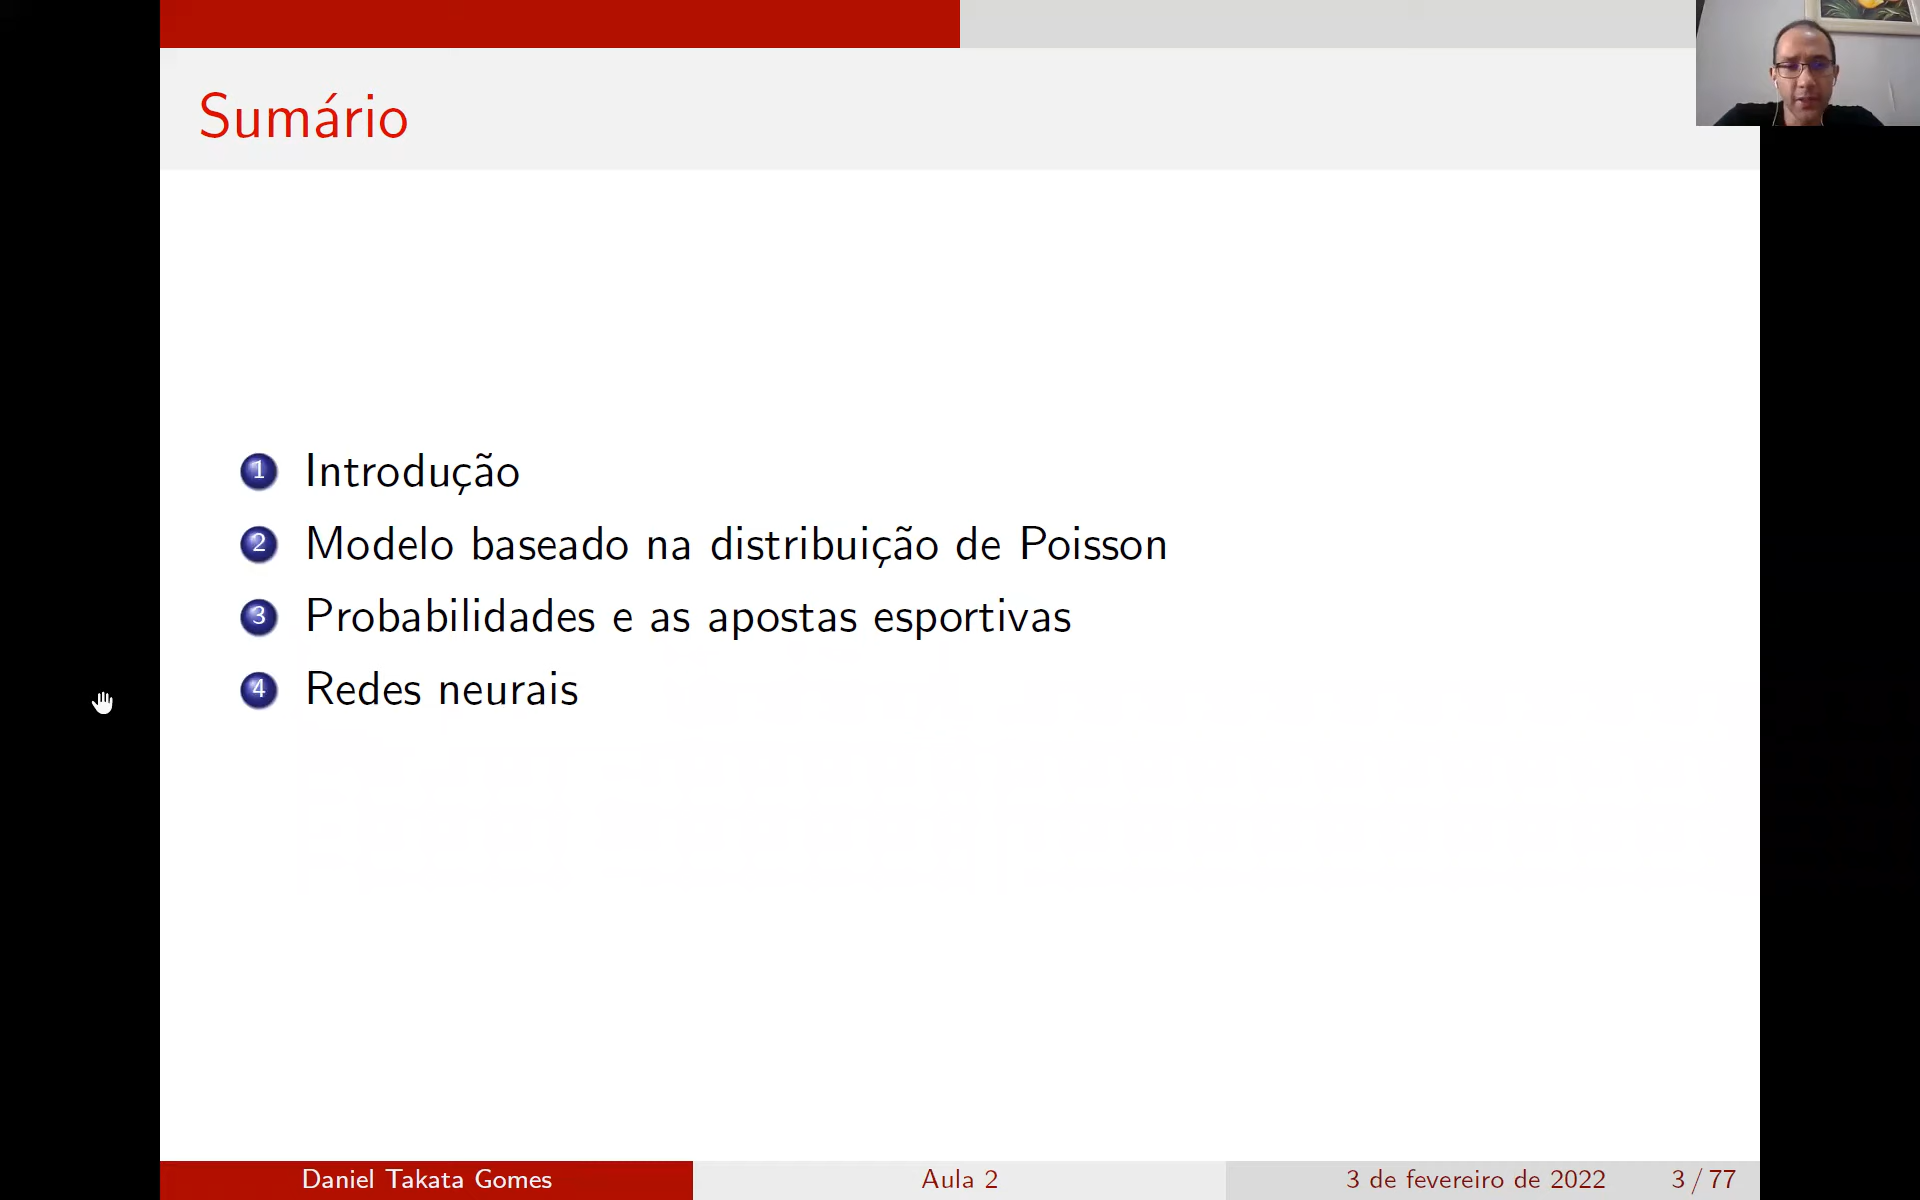 Sumário
1 Introdução
2 Modelo baseado na distribuição de Poisson
3 Probabilidades e as apostas esportivas
4 Redes neurais
Daniel Takata Gomes Aula 2 3 de fevereiro de 2022 3 / 77